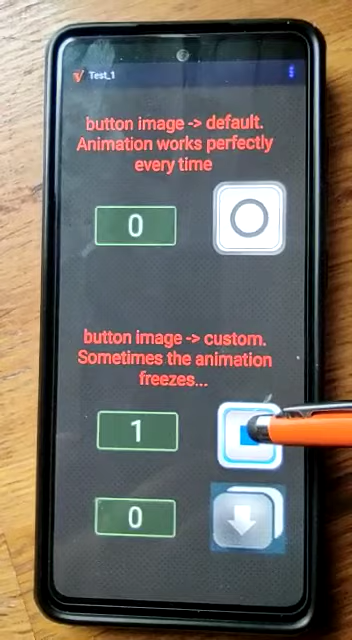 Test_1
button image -> default.
Animation works perfectly
every time
0
button image -> custom.
Sometimes the animation
freezes...
1
0